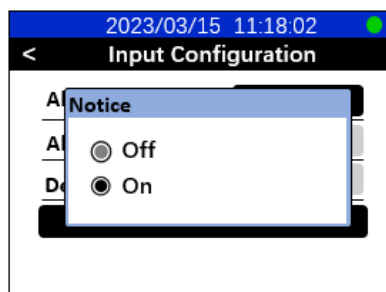 2023/03/15 11:18:02
< Input Configuration
Notice
Off
On